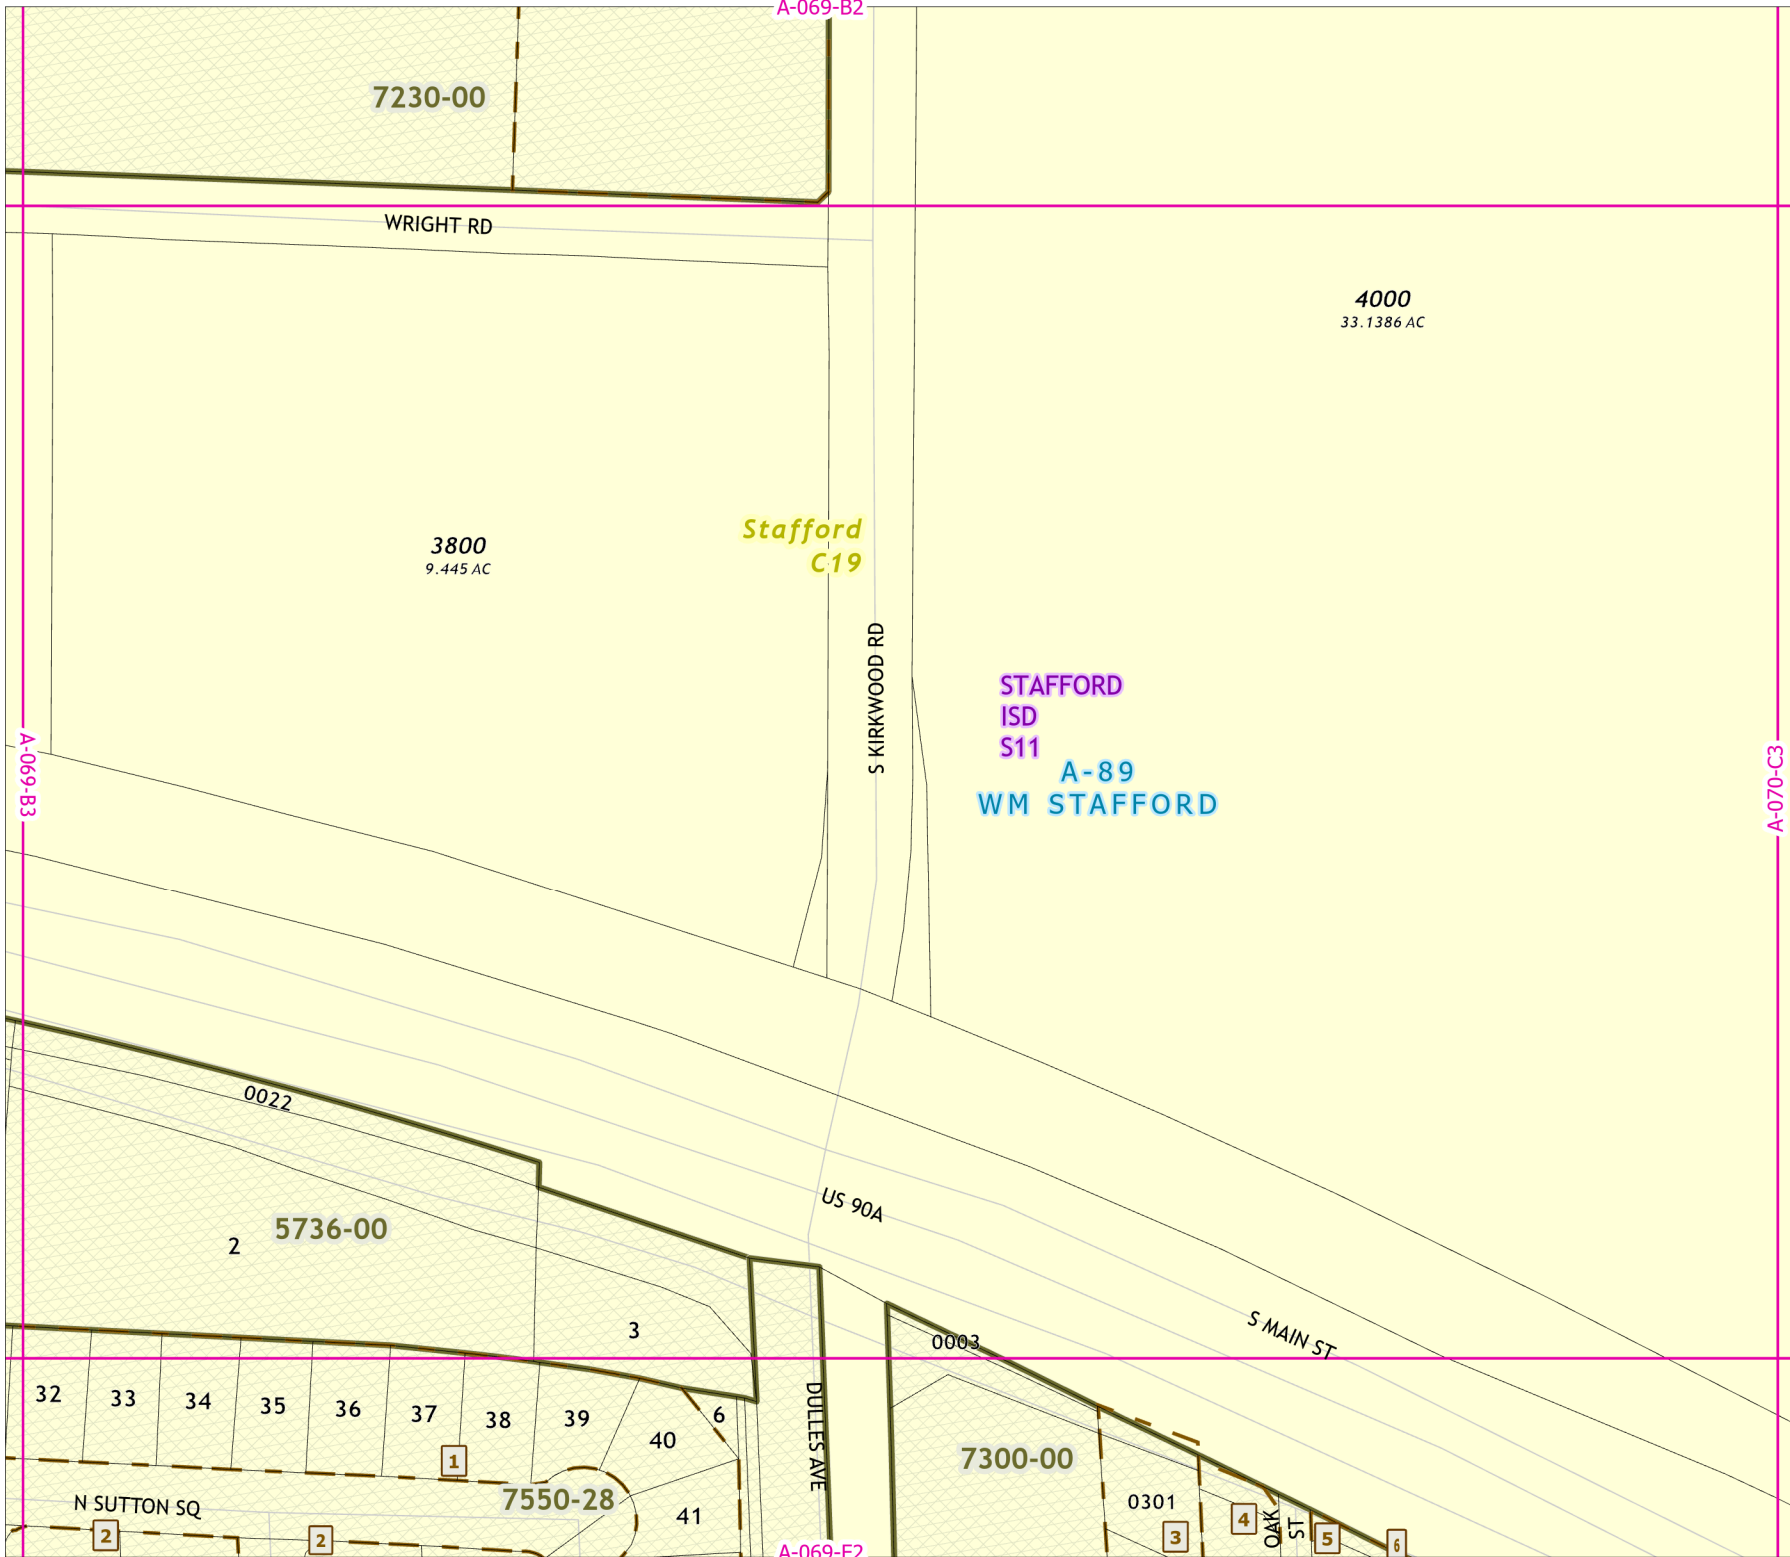 A-069-B2
7230-00
WRIGHT RD
4000
33.1386 AC
Stafford
C19
3800
9.445 AC
S KIRKWOOD RD
STAFFORD
ISD
S11
A-89
WM STAFFORD
A-069-B3
A-070-C3
0022
US 90A
5736-00
2
3
S MAIN ST
0003
32
33
34
35
36
37
38
39
40
6
DULLES AVE
1
7300-00
7550-28
N SUTTON SQ
41
0301
2
2
3
4
OAK
ST
5
6
A-069-F2